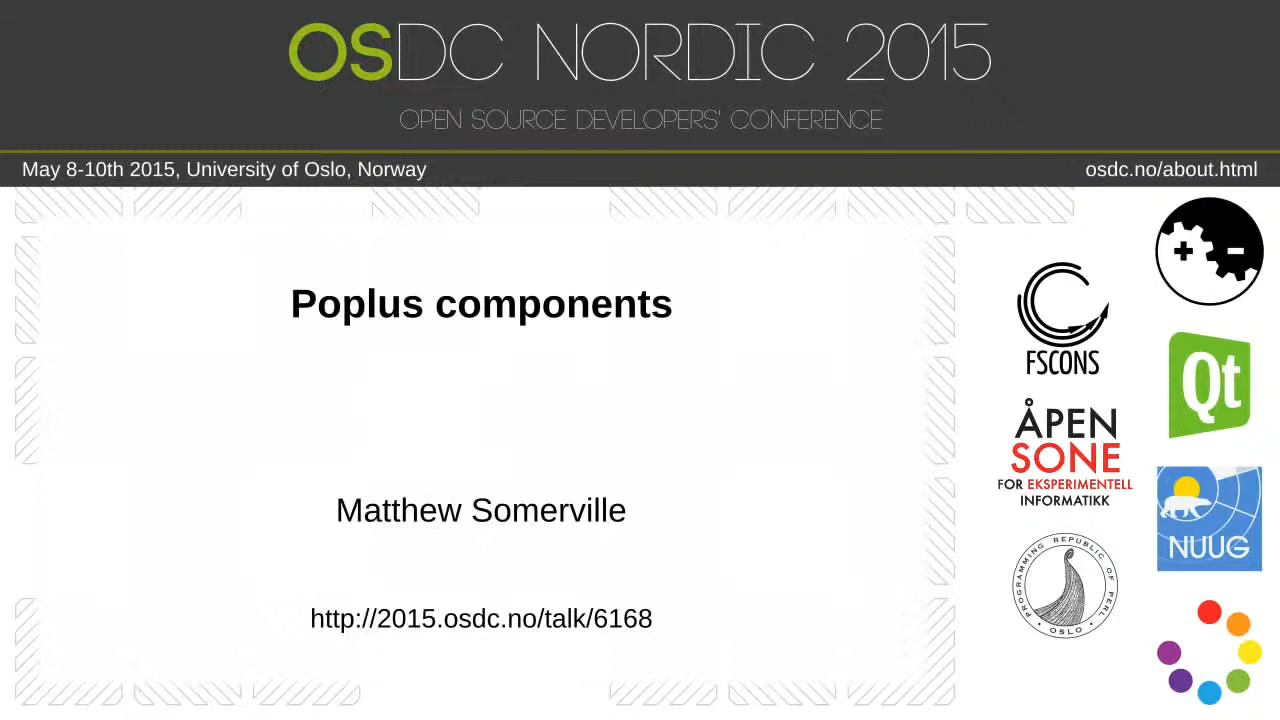 OSDC NORDIC 2015
OPEN SOURCE DEVELOPERS' CONFERENCE
May 8-10th 2015, University of Oslo, Norway
osdc.no/about.html
Poplus components
Matthew Somerville
http://2015.osdc.no/talk/6168
+ -
FSCONS
Qt
ÅPEN
SONE
FOR EKSPERIMENTELL
INFORMATIKK
NUUG
PROGRAMMING REPUBLIC OF PERL
• OSLO •